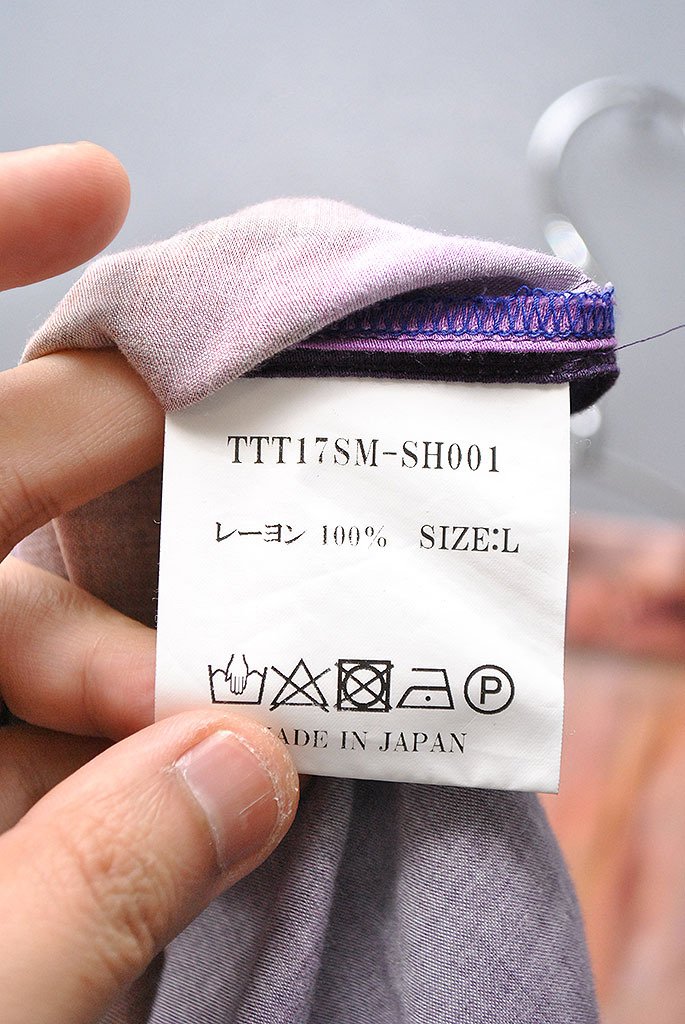 TTT17SM-SH001
レーヨン 100% SIZE:L
P
MADE IN JAPAN